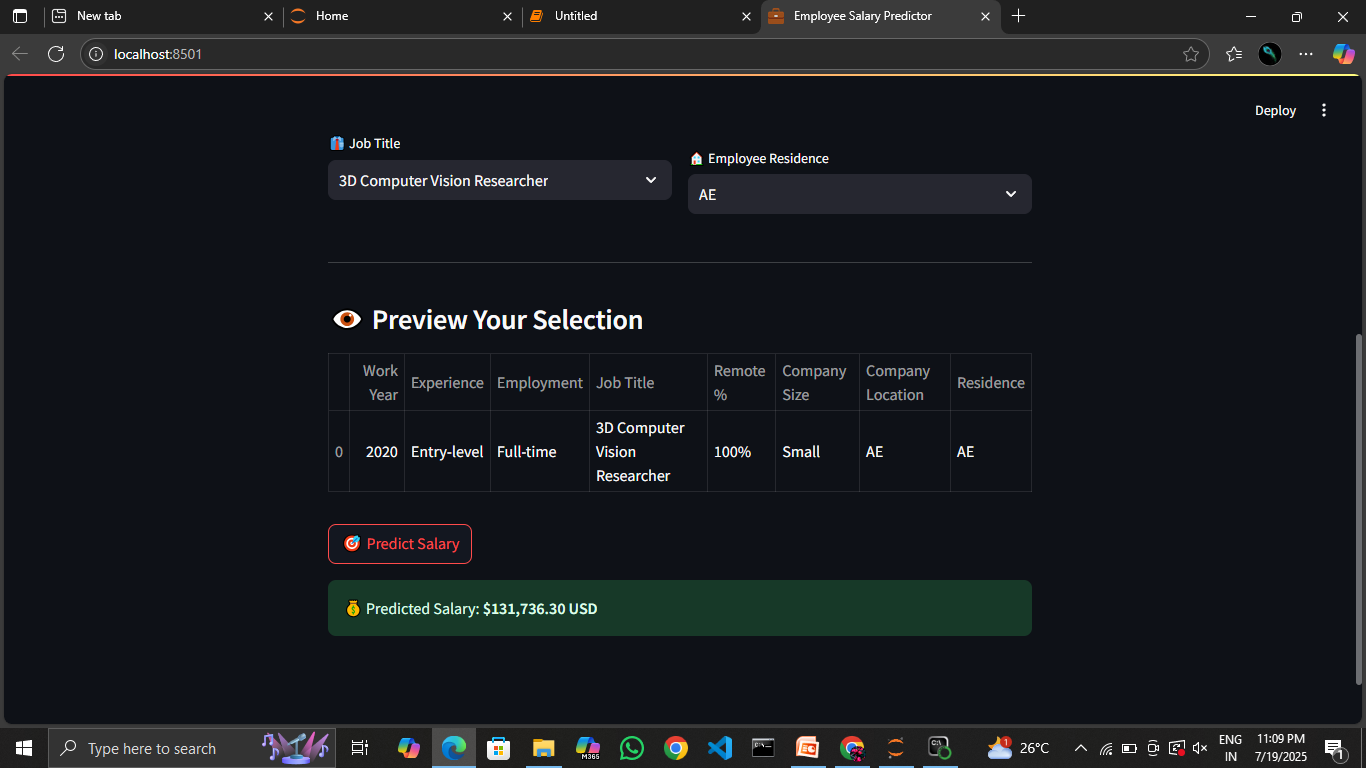 New tab
Home
Untitled
Employee Salary Predictor
localhost:8501
Deploy
👔 Job Title
🏠 Employee Residence
3D Computer Vision Researcher
AE
👁️ Preview Your Selection
Work Year Experience Employment Job Title Remote % Company Size Company Location Residence
0 2020 Entry-level Full-time 3D Computer Vision Researcher 100% Small AE AE
🎯 Predict Salary
💰 Predicted Salary: $131,736.30 USD
Type here to search
M365
1
26°C
ENG
IN
11:09 PM
7/19/2025
1